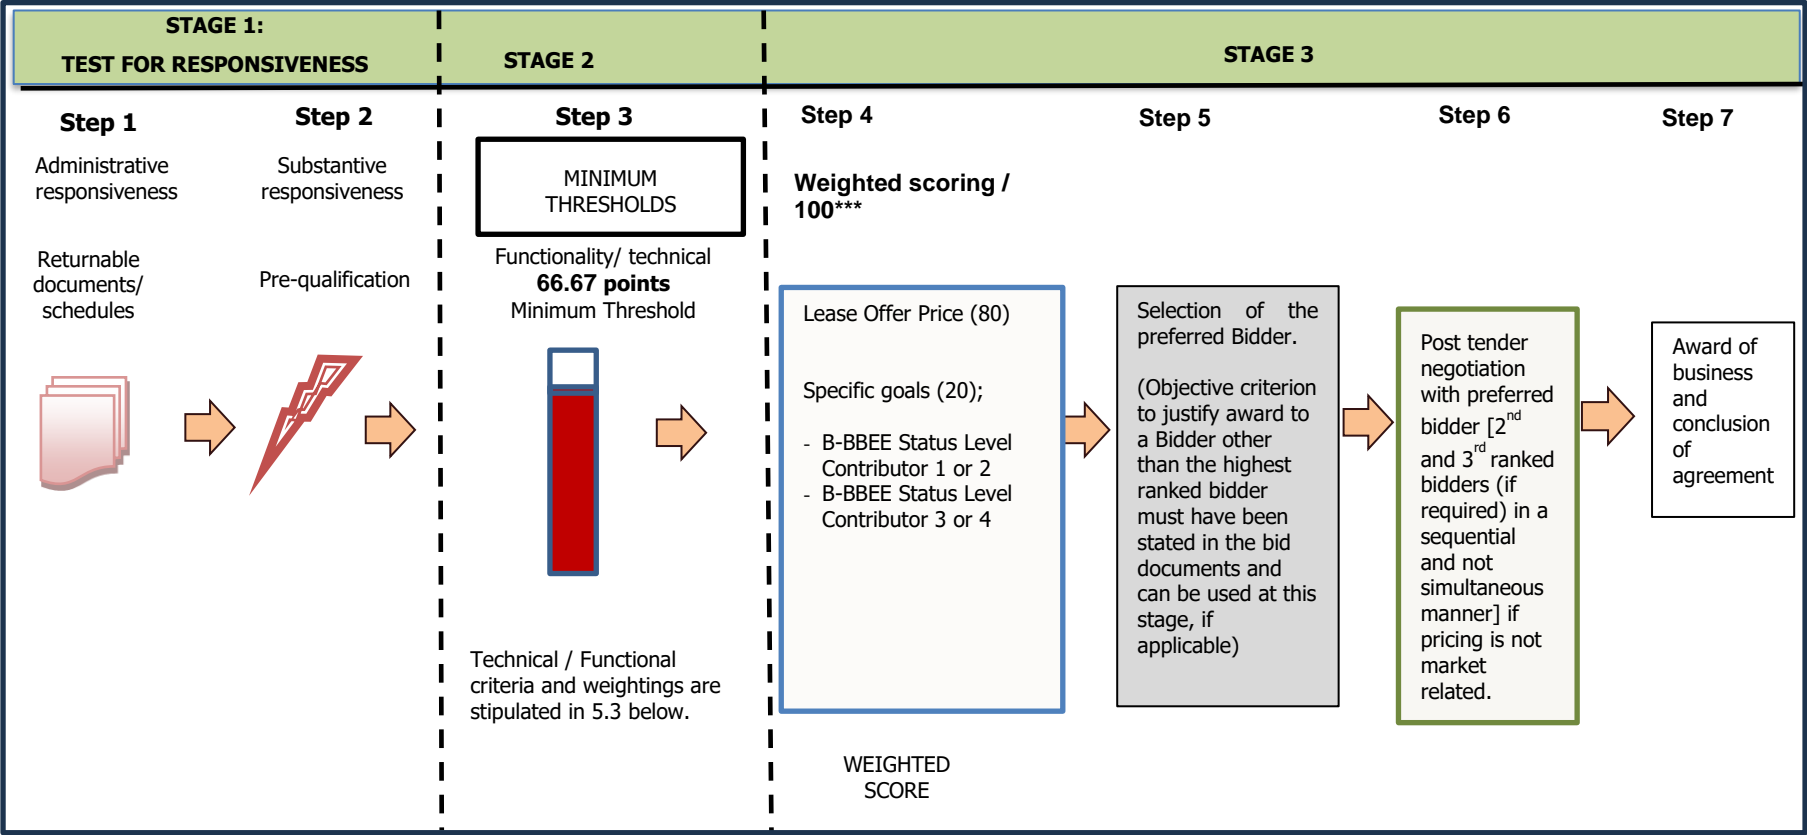 STAGE 1:
TEST FOR RESPONSIVENESS
STAGE 2
STAGE 3
Step 1
Administrative
responsiveness
Returnable
documents/
schedules
Step 2
Substantive
responsiveness
Pre-qualification
Step 3
MINIMUM
THRESHOLDS
Functionality/ technical
66.67 points
Minimum Threshold
Technical / Functional
criteria and weightings are
stipulated in 5.3 below.
Step 4
Weighted scoring /
100***
Lease Offer Price (80)
Specific goals (20);
- B-BBEE Status Level
Contributor 1 or 2
- B-BBEE Status Level
Contributor 3 or 4
WEIGHTED
SCORE
Step 5
Selection of the
preferred Bidder.
(Objective criterion
to justify award to
a Bidder other
than the highest
ranked bidder
must have been
stated in the bid
documents and
can be used at this
stage, if
applicable)
Step 6
Post tender
negotiation
with preferred
bidder [2nd
and 3rd ranked
bidders (if
required) in a
sequential
and not
simultaneous
manner] if
pricing is not
market
related.
Step 7
Award of
business
and
conclusion
of
agreement